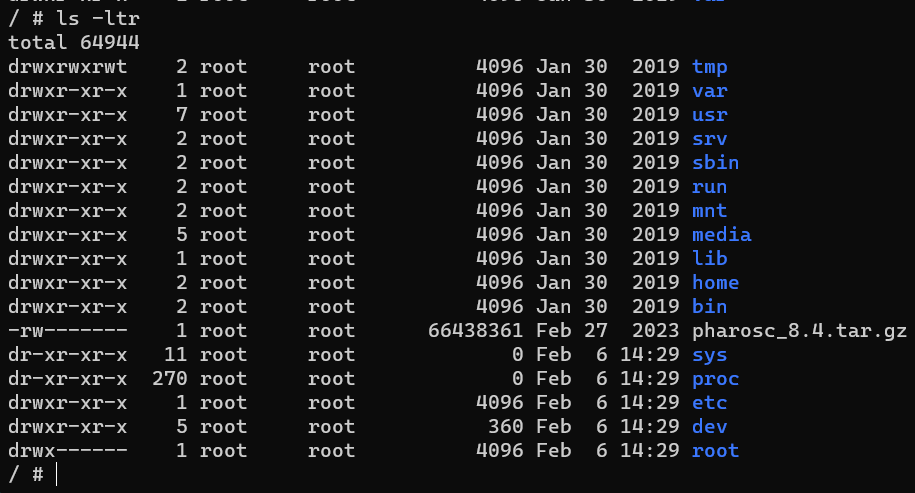 / # ls -ltr
total 64944
drwxrwxrwt    2 root     root          4096 Jan 30  2019 tmp
drwxr-xr-x    1 root     root          4096 Jan 30  2019 var
drwxr-xr-x    7 root     root          4096 Jan 30  2019 usr
drwxr-xr-x    2 root     root          4096 Jan 30  2019 srv
drwxr-xr-x    2 root     root          4096 Jan 30  2019 sbin
drwxr-xr-x    2 root     root          4096 Jan 30  2019 run
drwxr-xr-x    2 root     root          4096 Jan 30  2019 mnt
drwxr-xr-x    5 root     root          4096 Jan 30  2019 media
drwxr-xr-x    1 root     root          4096 Jan 30  2019 lib
drwxr-xr-x    2 root     root          4096 Jan 30  2019 home
drwxr-xr-x    2 root     root          4096 Jan 30  2019 bin
-rw-------    1 root     root      66438361 Feb 27  2023 pharosc_8.4.tar.gz
dr-xr-xr-x   11 root     root             0 Feb  6 14:29 sys
dr-xr-xr-x  270 root     root             0 Feb  6 14:29 proc
drwxr-xr-x    1 root     root          4096 Feb  6 14:29 etc
drwxr-xr-x    5 root     root           360 Feb  6 14:29 dev
drwx------    1 root     root          4096 Feb  6 14:29 root
/ #